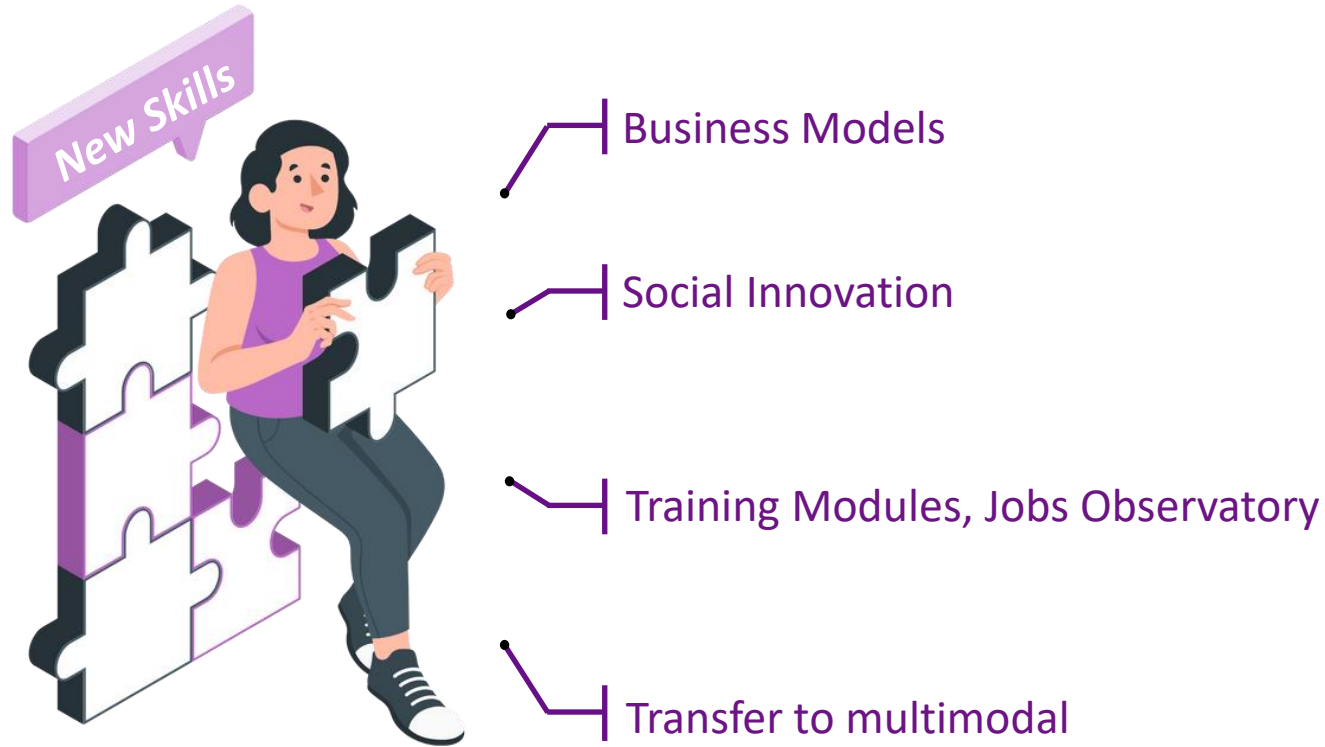 New Skills
Business Models
Social Innovation
Training Modules, Jobs Observatory
Transfer to multimodal